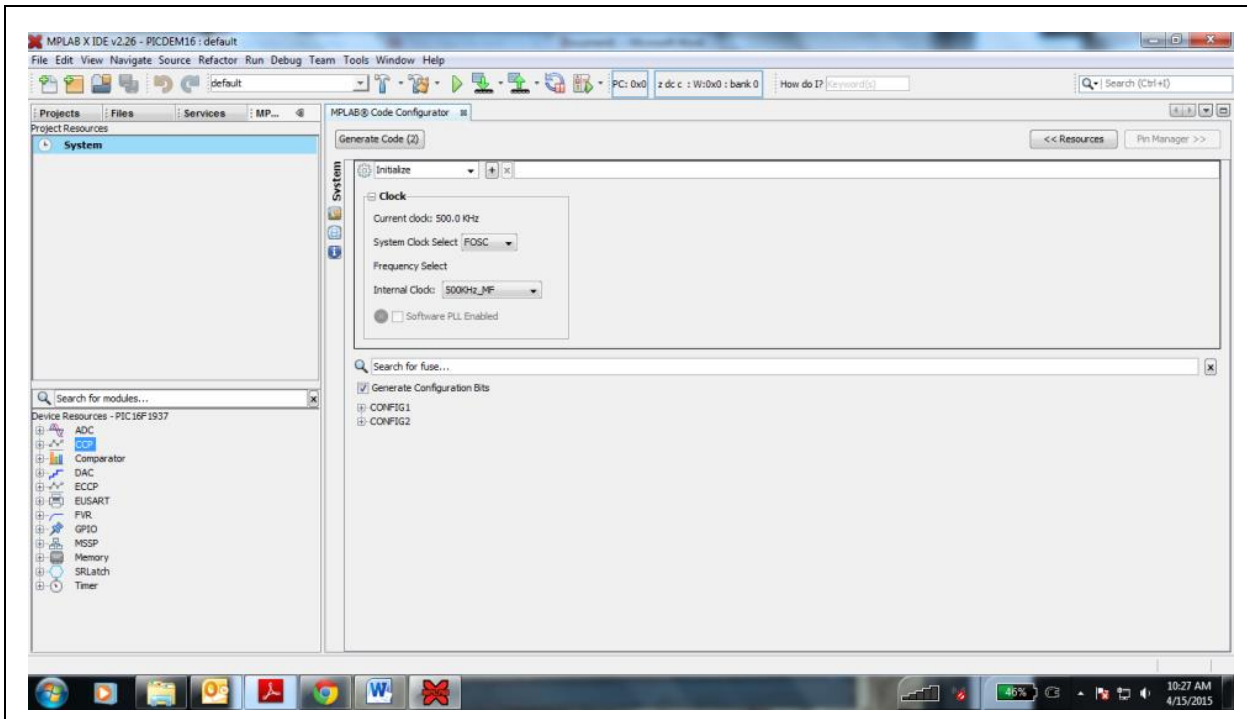 MPLAB X IDE v2.26 - PICDEM16 : default
File Edit View Navigate Source Refactor Run Debug Team Tools Window Help
default
PC: 0x0
z dc c : W:0x0 : bank 0
How do I?
Keyword(s)
Search (Ctrl+I)
Projects
Files
Services
MP...
MPLAB® Code Configurator
Project Resources
System
Generate Code (2)
<< Resources
Pin Manager >>
System
Initialize
Clock
Current clock: 500.0 KHz
System Clock Select FOSC
Frequency Select
Internal Clock: 500KHz_MF
Software PLL Enabled
Search for fuse...
Generate Configuration Bits
CONFIG1
CONFIG2
Search for modules...
Device Resources - PIC16F1937
ADC
CCP
Comparator
DAC
ECCP
EUSART
FVR
GPIO
MSSP
Memory
SRLatch
Timer
46%
10:27 AM
4/15/2015